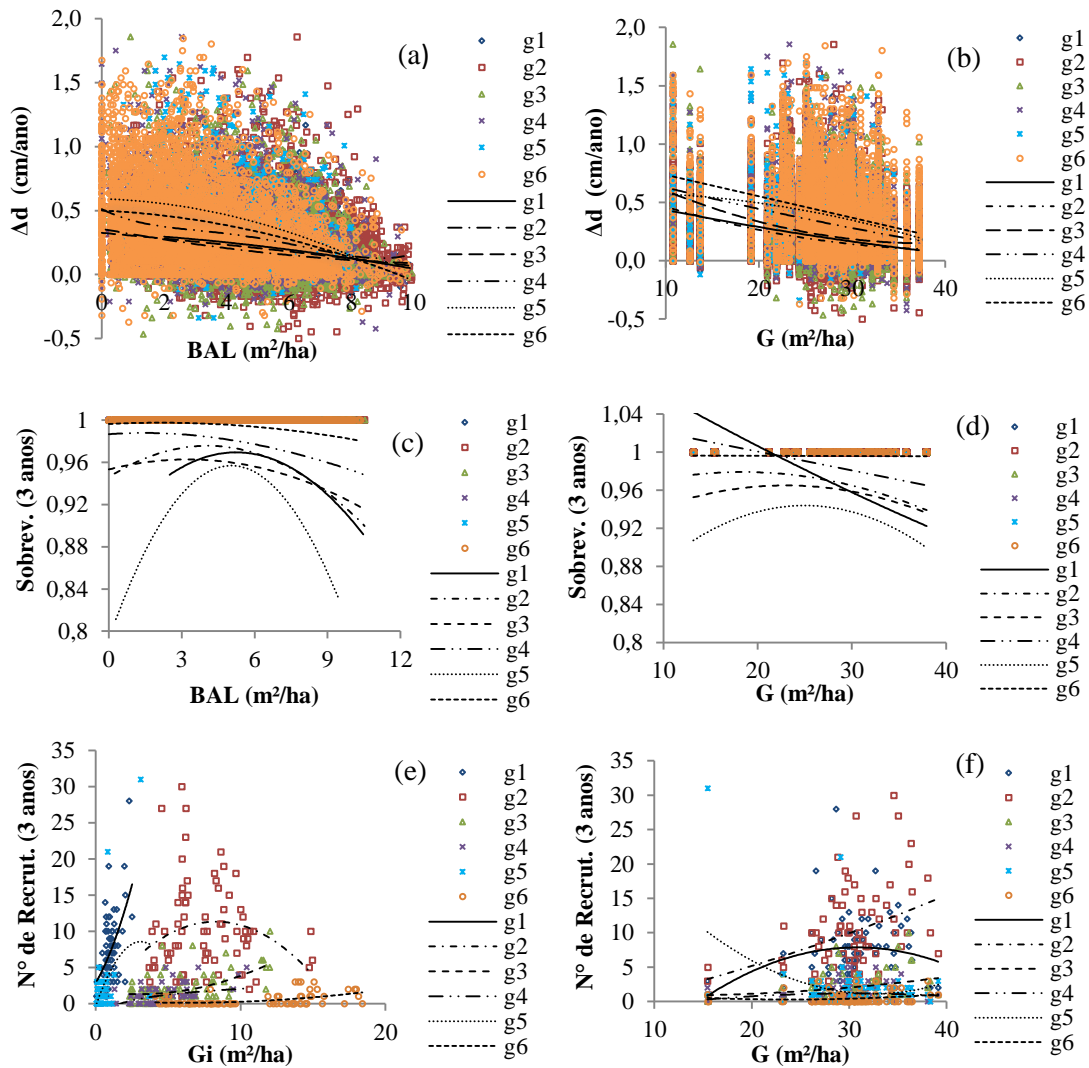 (a)
2,0
1,5
1,0
0,5
0,0
-0,5
Δd (cm/ano)
0 2 4 6 8 10
BAL (m²/ha)
g1
g2
g3
g4
g5
g6
g1
g2
g3
g4
g5
g6
(b)
2,0
1,5
1,0
0,5
0,0
-0,5
Δd (cm/ano)
10 20 30 40
G (m²/ha)
g1
g2
g3
g4
g5
g6
g1
g2
g3
g4
g5
g6
(c)
1
0,96
0,92
0,88
0,84
0,8
Sobrev. (3 anos)
0 3 6 9 12
BAL (m²/ha)
g1
g2
g3
g4
g5
g6
g1
g2
g3
g4
g5
g6
(d)
1,04
1
0,96
0,92
0,88
0,84
0,8
Sobrev. (3 anos)
10 20 30 40
G (m²/ha)
g1
g2
g3
g4
g5
g6
g1
g2
g3
g4
g5
g6
(e)
35
30
25
20
15
10
5
0
N° de Recrut. (3 anos)
0 10 20
Gi (m²/ha)
g1
g2
g3
g4
g5
g6
g1
g2
g3
g4
g5
g6
(f)
35
30
25
20
15
10
5
0
N° de Recrut. (3 anos)
10 20 30 40
G (m²/ha)
g1
g2
g3
g4
g5
g6
g1
g2
g3
g4
g5
g6